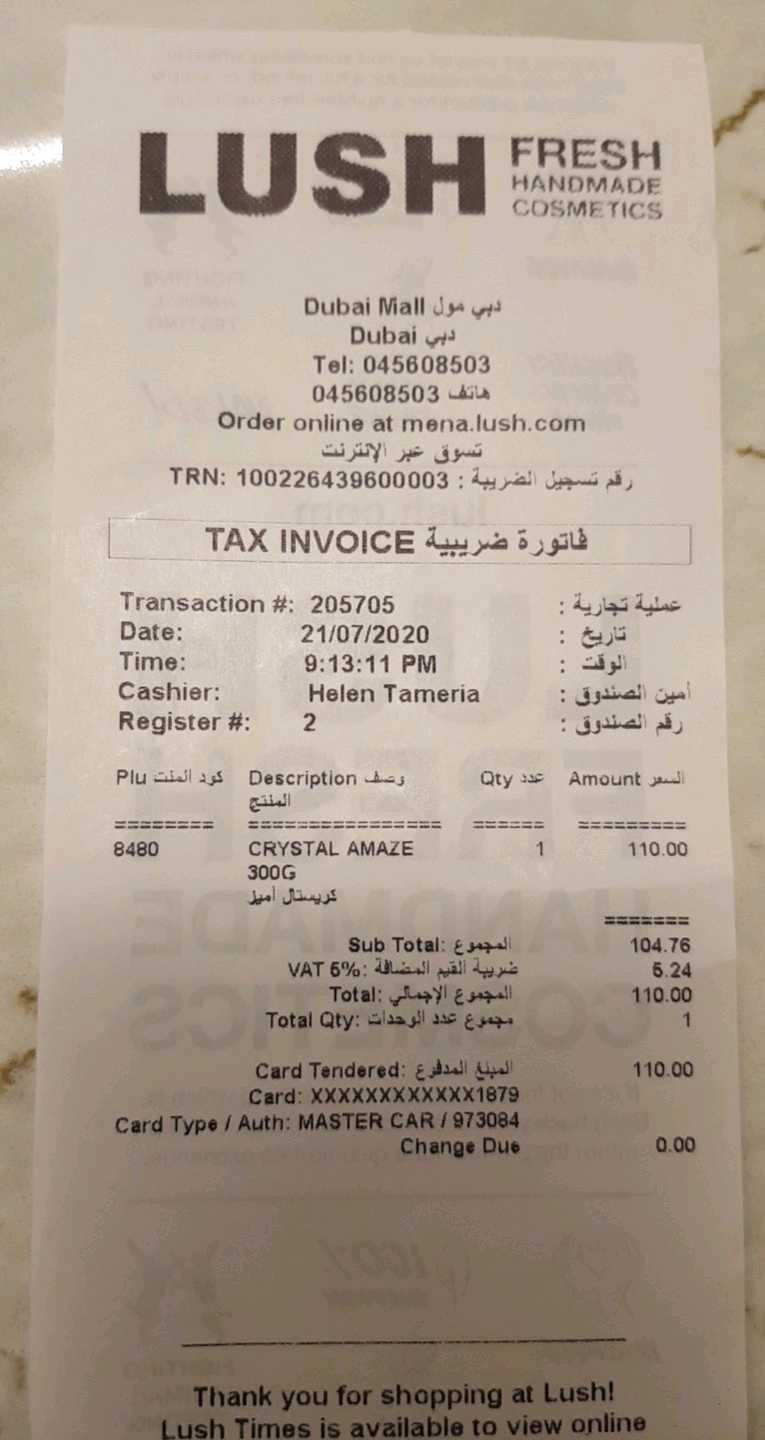 LUSH FRESH
HANDMADE
COSMETICS
Dubai Mall دبي مول
Dubai دبي
Tel: 045608503
045608503 هاتف
Order online at mena.lush.com
تسوق عبر الإنترنت
TRN: 100226439600003 : رقم تسجيل الضريبة
TAX INVOICE فاتورة ضريبية
Transaction #: 205705 عملية تجارية :
Date: 21/07/2020 تاريخ :
Time: 9:13:11 PM الوقت :
Cashier: Helen Tameria أمين الصندوق :
Register #: 2 رقم الصندوق :
Plu كود المنت Description وصف Qty عدد Amount السعر
المنتج
======== ================ ====== =========
8480 CRYSTAL AMAZE 1 110.00
300G
كريستال أميز
=======
Sub Total: المجموع 104.76
VAT 5%: ضريبة القيم المضافة 5.24
Total: المجموع الإجمالي 110.00
Total Qty: مجموع عدد الوحدات 1
Card Tendered: المبلغ المدفوع 110.00
Card: XXXXXXXXXXXX1879
Card Type / Auth: MASTER CAR / 973084
Change Due 0.00
Thank you for shopping at Lush!
Lush Times is available to view online